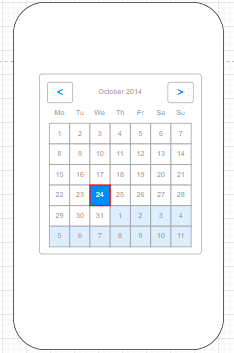 < October 2014 >
Mo Tu We Th Fr Sa Su
1 2 3 4 5 6 7
8 9 10 11 12 13 14
15 16 17 18 19 20 21
22 23 24 25 26 27 28
29 30 31 1 2 3 4
5 6 7 8 9 10 11